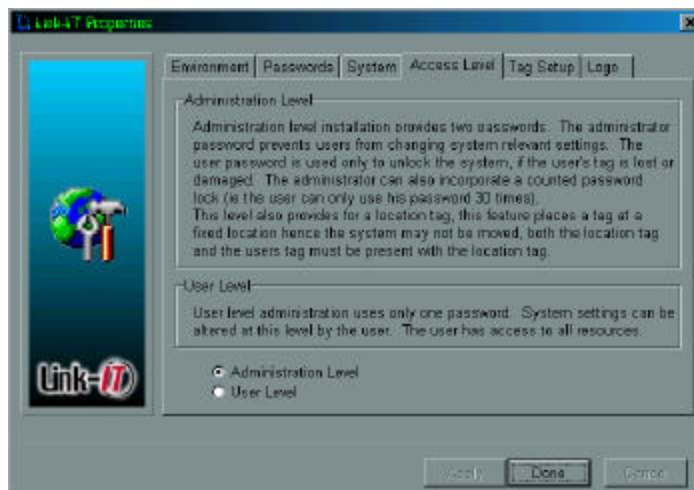 Link-IT Properties
Environment Passwords System Access Level Tag Setup Logo
Administration Level
Administration level installation provides two passwords. The administrator
password prevents users from changing system relevant settings. The
user password is used only to unlock the system, if the user's tag is lost or
damaged. The administrator can also incorporate a counted password
lock (ie the user can only use his password 30 times).
This level also provides for a location tag, this feature places a tag at a
fixed location hence the system may not be moved, both the location tag
and the users tag must be present with the location tag.
User Level
User level administration uses only one password. System settings can be
altered at this level by the user. The user has access to all resources.
Link-IT
Administration Level
User Level
Apply Done Cancel